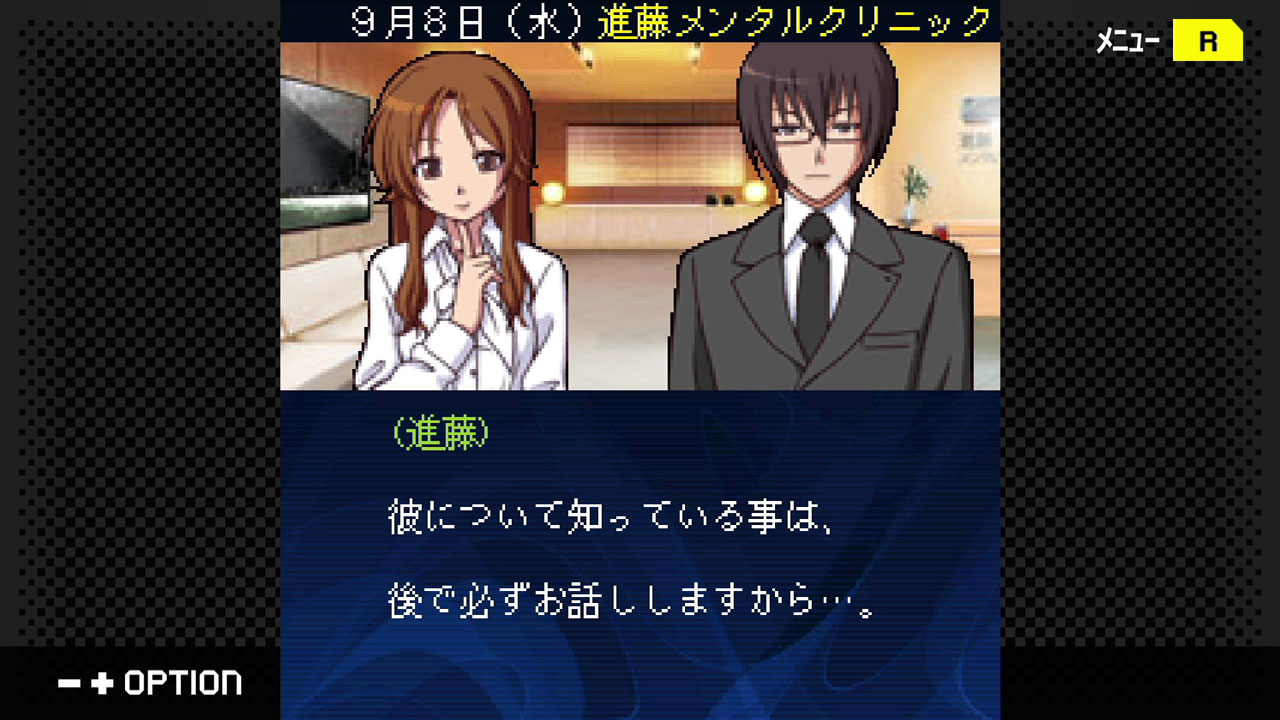 9月8日(水)進藤メンタルクリニック
メニュー R
(進藤)
彼について知っている事は、
後で必ずお話ししますから…。
－＋OPTION